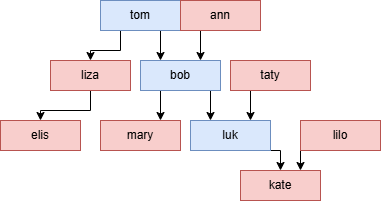 tom ann
liza bob taty
elis mary luk lilo
kate